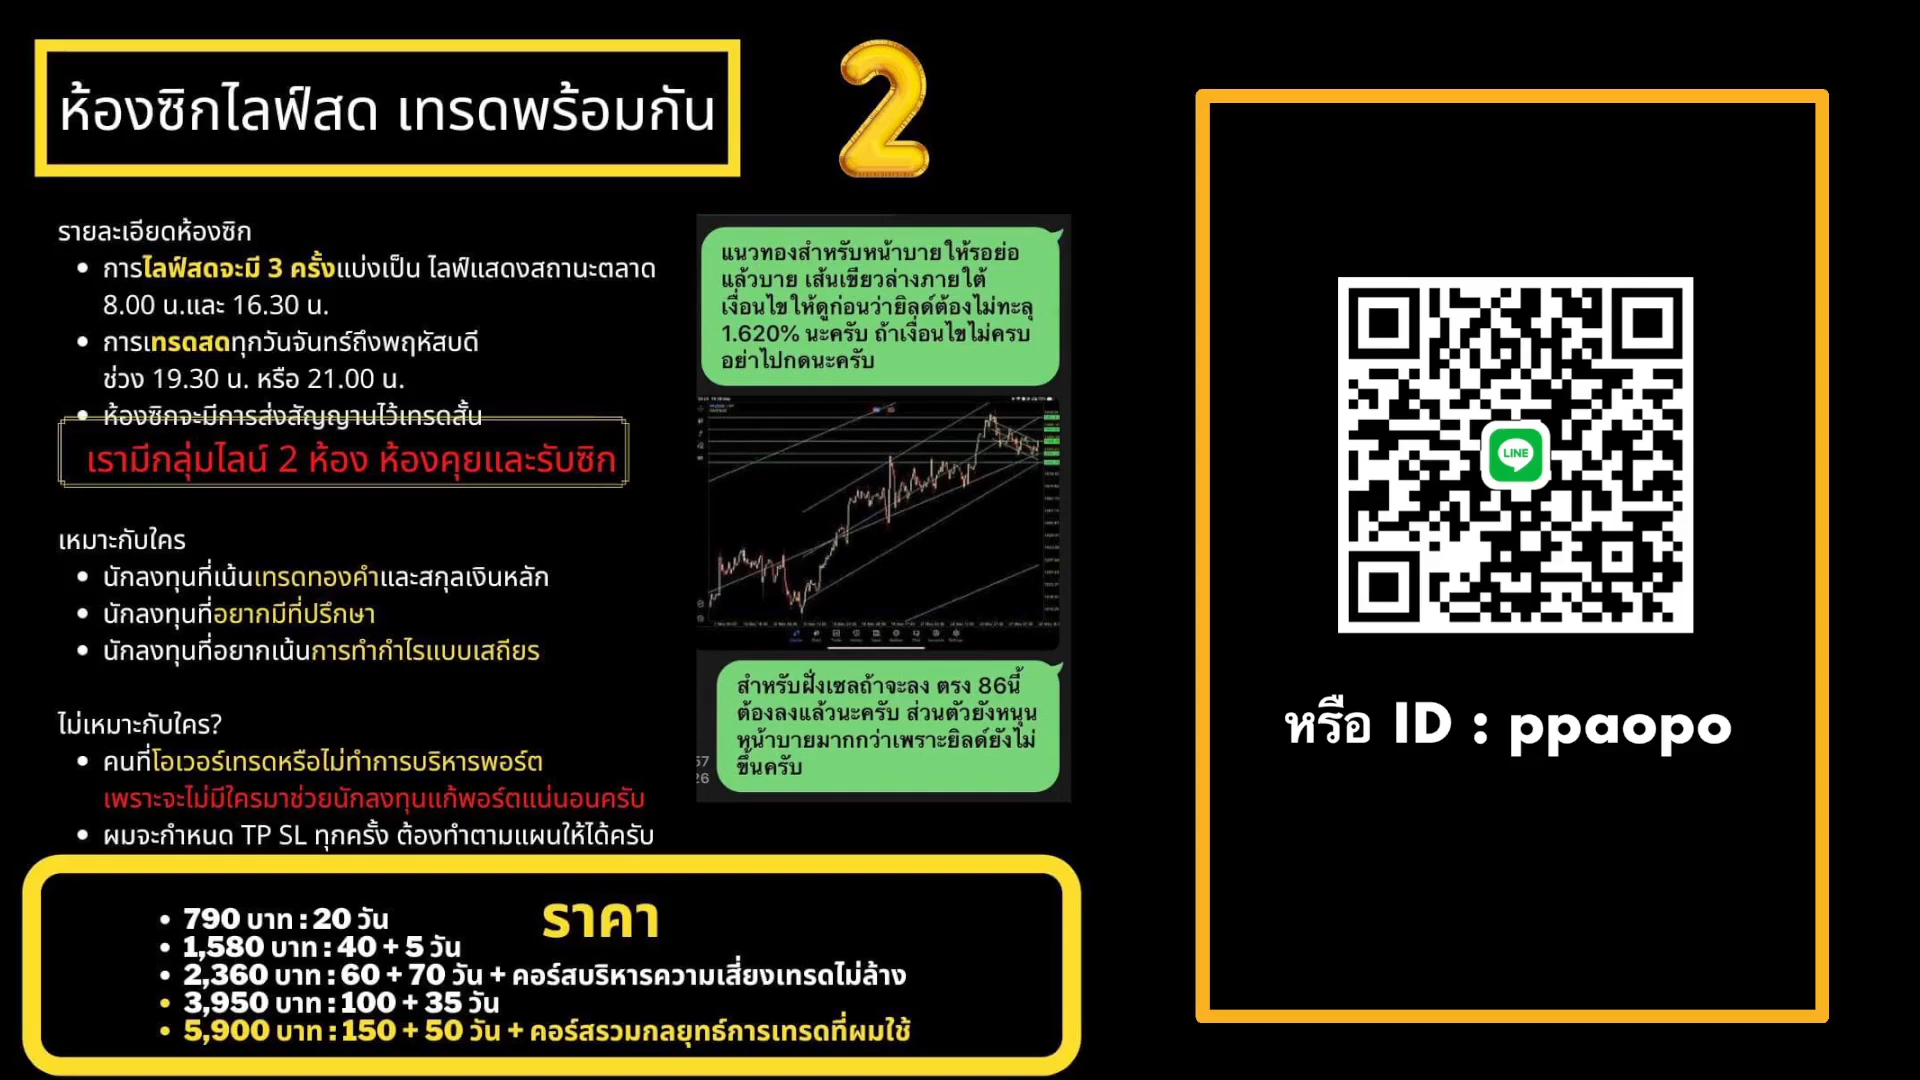 ห้องซิกไลฟ์สด เทรดพร้อมกัน
2
รายละเอียดห้องซิก
การไลฟ์สดจะมี 3 ครั้งแบ่งเป็น ไลฟ์แสดงสถานะตลาด
8.00 น.และ 16.30 น.
การเทรดสดทุกวันจันทร์ถึงพฤหัสบดี
ช่วง 19.30 น. หรือ 21.00 น.
ห้องซิกจะมีการส่งสัญญานไว้เทรดสั้น
เรามีกลุ่มไลน์ 2 ห้อง ห้องคุยและรับซิก
เหมาะกับใคร
นักลงทุนที่เน้นเทรดทองคำและสกุลเงินหลัก
นักลงทุนที่อยากมีที่ปรึกษา
นักลงทุนที่อยากเน้นการทำกำไรแบบเสถียร
ไม่เหมาะกับใคร?
คนที่โอเวอร์เทรดหรือไม่ทำการบริหารพอร์ต
เพราะจะไม่มีใครมาช่วยนักลงทุนแก้พอร์ตแน่นอนครับ
ผมจะกำหนด TP SL ทุกครั้ง ต้องทำตามแผนให้ได้ครับ
แนวทองสำหรับหน้าบายให้รอย่อ
แล้วบาย เส้นเขียวล่างภายใต้
เงื่อนไขให้ดูก่อนว่ายิลด์ต้องไม่ทะลุ
1.620% นะครับ ถ้าเงื่อนไขไม่ครบ
อย่าไปกดนะครับ
สำหรับฝั่งเซลถ้าจะลง ตรง 86นี้
ต้องลงแล้วนะครับ ส่วนตัวยังหนุน
หน้าบายมากกว่าเพราะยิลด์ยังไม่
ขึ้นครับ
ราคา
790 บาท : 20 วัน
1,580 บาท : 40 + 5 วัน
2,360 บาท : 60 + 70 วัน + คอร์สบริหารความเสี่ยงเทรดไม่ล้าง
3,950 บาท : 100 + 35 วัน
5,900 บาท : 150 + 50 วัน + คอร์สรวมกลยุทธ์การเทรดที่ผมใช้
LINE
หรือ ID : ppaopo